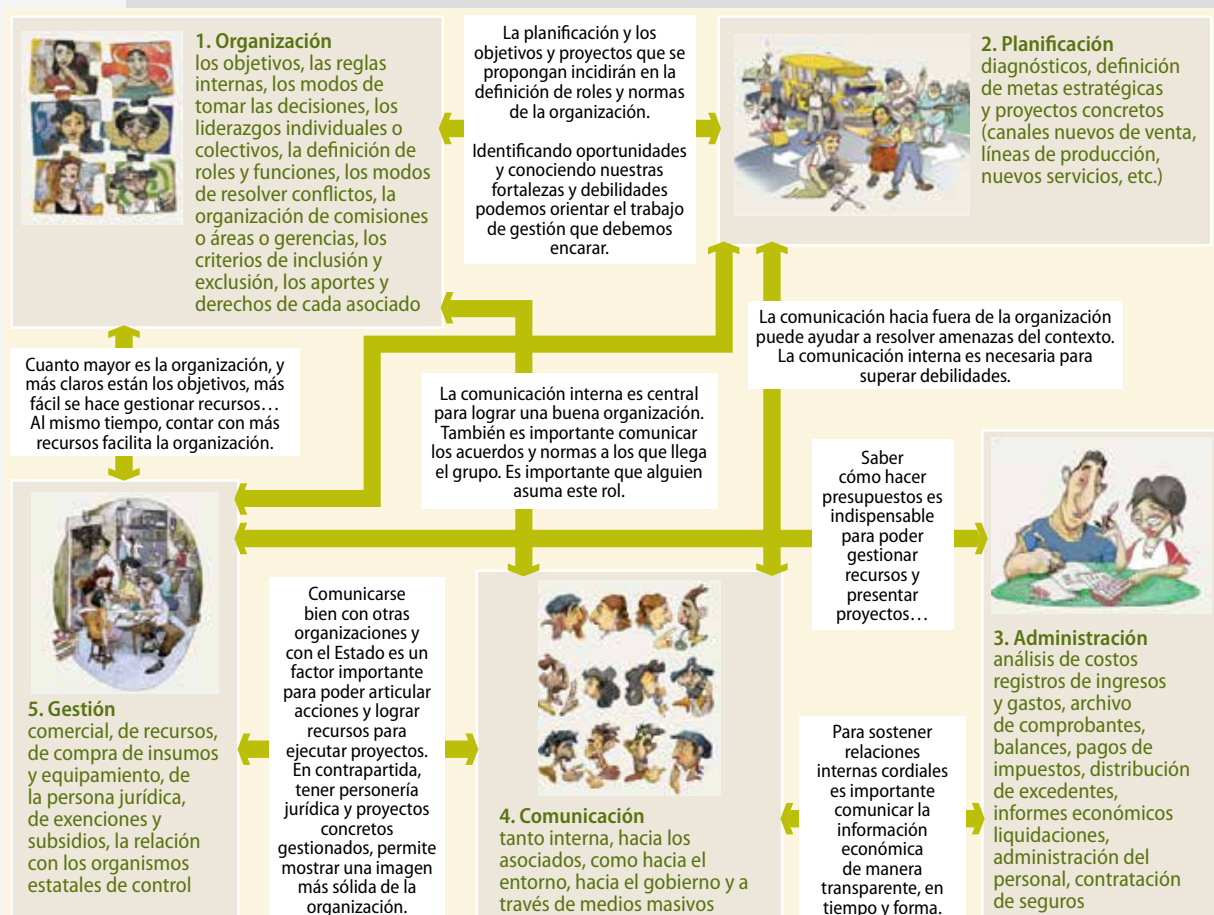 1. Organización
los objetivos, las reglas
internas, los modos de
tomar las decisiones, los
liderazgos individuales o
colectivos, la definición de
roles y funciones, los modos
de resolver conflictos, la
organización de comisiones
o áreas o gerencias, los
criterios de inclusión y
exclusión, los aportes y
derechos de cada asociado
La planificación y los
objetivos y proyectos que se
propongan incidirán en la
definición de roles y normas
de la organización.
Identificando oportunidades
y conociendo nuestras
fortalezas y debilidades
podemos orientar el trabajo
de gestión que debemos
encarar.
2. Planificación
diagnósticos, definición
de metas estratégicas
y proyectos concretos
(canales nuevos de venta,
líneas de producción,
nuevos servicios, etc.)
La comunicación hacia fuera de la organización
puede ayudar a resolver amenazas del contexto.
La comunicación interna es necesaria para
superar debilidades.
Cuanto mayor es la organización, y
más claros están los objetivos, más
fácil se hace gestionar recursos…
Al mismo tiempo, contar con más
recursos facilita la organización.
La comunicación interna es central
para lograr una buena organización.
También es importante comunicar
los acuerdos y normas a los que llega
el grupo. Es importante que alguien
asuma este rol.
Saber
cómo hacer
presupuestos es
indispensable
para poder
gestionar
recursos y
presentar
proyectos…
3. Administración
análisis de costos
registros de ingresos
y gastos, archivo
de comprobantes,
balances, pagos de
impuestos, distribución
de excedentes,
informes económicos
liquidaciones,
administración del
personal, contratación
de seguros
5. Gestión
comercial, de recursos,
de compra de insumos
y equipamiento, de
la persona jurídica,
de exenciones y
subsidios, la relación
con los organismos
estatales de control
Comunicarse
bien con otras
organizaciones y
con el Estado es un
factor importante
para poder articular
acciones y lograr
recursos para
ejecutar proyectos.
En contrapartida,
tener personería
jurídica y proyectos
concretos
gestionados, permite
mostrar una imagen
más sólida de la
organización.
4. Comunicación
tanto interna, hacia los
asociados, como hacia el
entorno, hacia el gobierno y a
través de medios masivos
Para sostener
relaciones
internas cordiales
es importante
comunicar la
información
económica
de manera
transparente, en
tiempo y forma.